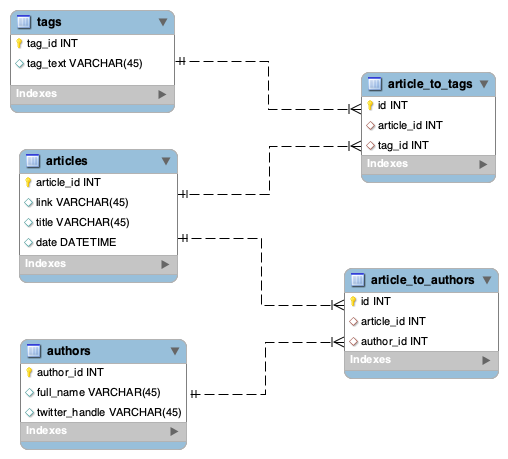 tags
tag_id INT
tag_text VARCHAR(45)
Indexes
article_to_tags
id INT
article_id INT
tag_id INT
Indexes
articles
article_id INT
link VARCHAR(45)
title VARCHAR(45)
date DATETIME
Indexes
article_to_authors
id INT
article_id INT
author_id INT
Indexes
authors
author_id INT
full_name VARCHAR(45)
twitter_handle VARCHAR(45)
Indexes